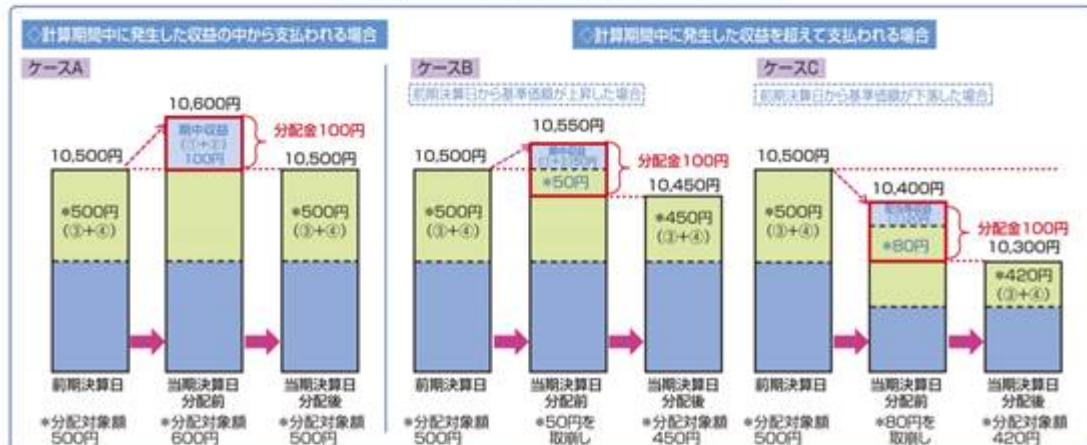 ◇計算期間中に発生した収益の中から支払われる場合
ケースA
10,500円
*500円
(③+④)
前期決算日
*分配対象額
500円
10,600円
期中収益
(①+②)
100円
分配金100円
当期決算日
分配前
*分配対象額
600円
10,500円
*500円
(③+④)
当期決算日
分配後
*分配対象額
500円
◇計算期間中に発生した収益を超えて支払われる場合
ケースB
前期決算日から基準価額が上昇した場合
10,500円
*500円
(③+④)
前期決算日
*分配対象額
500円
10,550円
期中収益
*50円
分配金100円
当期決算日
分配前
*50円を
取崩し
10,450円
*450円
(③+④)
当期決算日
分配後
*分配対象額
450円
ケースC
前期決算日から基準価額が下落した場合
10,500円
*500円
(③+④)
前期決算日
*分配対象額
500円
10,400円
*80円
分配金100円
当期決算日
分配前
*80円を
取崩し
10,300円
*420円
(③+④)
当期決算日
分配後
*分配対象額
420円